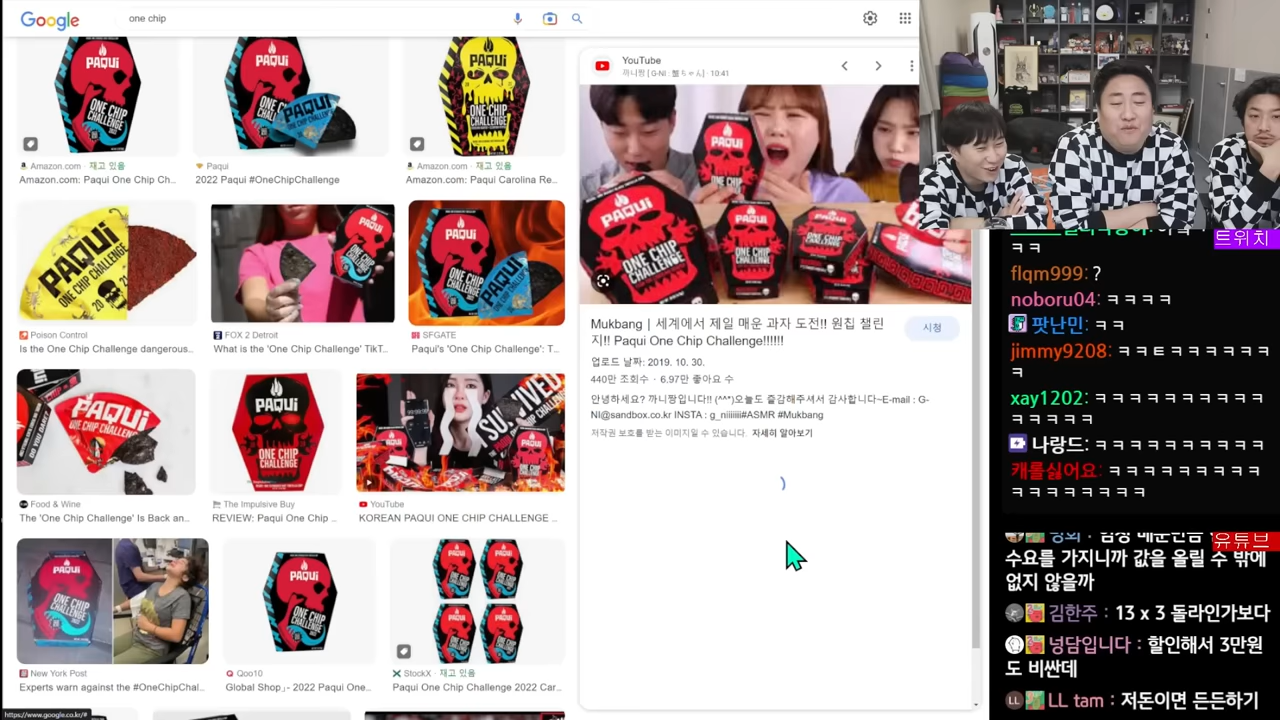 Google
one chip
Amazon.com · 재고 있음
Amazon.com: Paqui One Chip Ch...
Paqui
2022 Paqui #OneChipChallenge
Amazon.com · 재고 있음
Amazon.com: Paqui Carolina Re...
Poison Control
Is the One Chip Challenge dangerous...
FOX 2 Detroit
What is the 'One Chip Challenge' TikT...
SFGATE
Paqui's 'One Chip Challenge': T...
Food & Wine
The 'One Chip Challenge' Is Back an...
The Impulsive Buy
REVIEW: Paqui One Chip ...
YouTube
KOREAN PAQUI ONE CHIP CHALLENGE ...
New York Post
Experts warn against the #OneChipChal...
Qoo10
Global Shop」- 2022 Paqui One...
StockX · 재고 있음
Paqui One Chip Challenge 2022 Car...
https://www.google.co.kr/#
PAQUI
ONE CHIP
CHALLENGE
YouTube
10:41
Mukbang | 세계에서 제일 매운 과자 도전!! 원칩 챌린
지!! Paqui One Chip Challenge!!!!!!
시청
업로드 날짜: 2019. 10. 30.
440만 조회수 · 6.97만 좋아요 수
안녕하세요? 까니짱입니다!! (^^*)오늘도 즐감해주셔서 감사합니다~E-mail : G-
NI@sandbox.co.kr INSTA : g_niiiiiii#ASMR #Mukbang
저작권 보호를 받는 이미지일 수 있습니다. 자세히 알아보기
트위치
ㅋㅋ
flqm999: ?
noboru04: ㅋㅋㅋㅋ
팟난민: ㅋㅋ
jimmy9208: ㅋㅋㅌㅋㅋㅋㅋㅋㅋ
ㅋ
xay1202: ㅋㅋㅋㅋㅋㅋㅋㅋㅋㅋ
ㅋㅋㅋㅋㅋ
나랑드: ㅋㅋㅋㅋㅋㅋㅋㅋㅋㅋ
캐를싫어요: ㅋㅋㅋㅋㅋㅋㅋㅋㅋ
ㅋㅋㅋㅋㅋㅋㅋㅋ
유튜브
수요를 가지니까 값을 올릴 수 밖에
없지 않을까
김한주 : 13 x 3 돌라인가보다
넝담입니다 : 할인해서 3만원
도 비싼데
LL tam : 저돈이면 든든하기